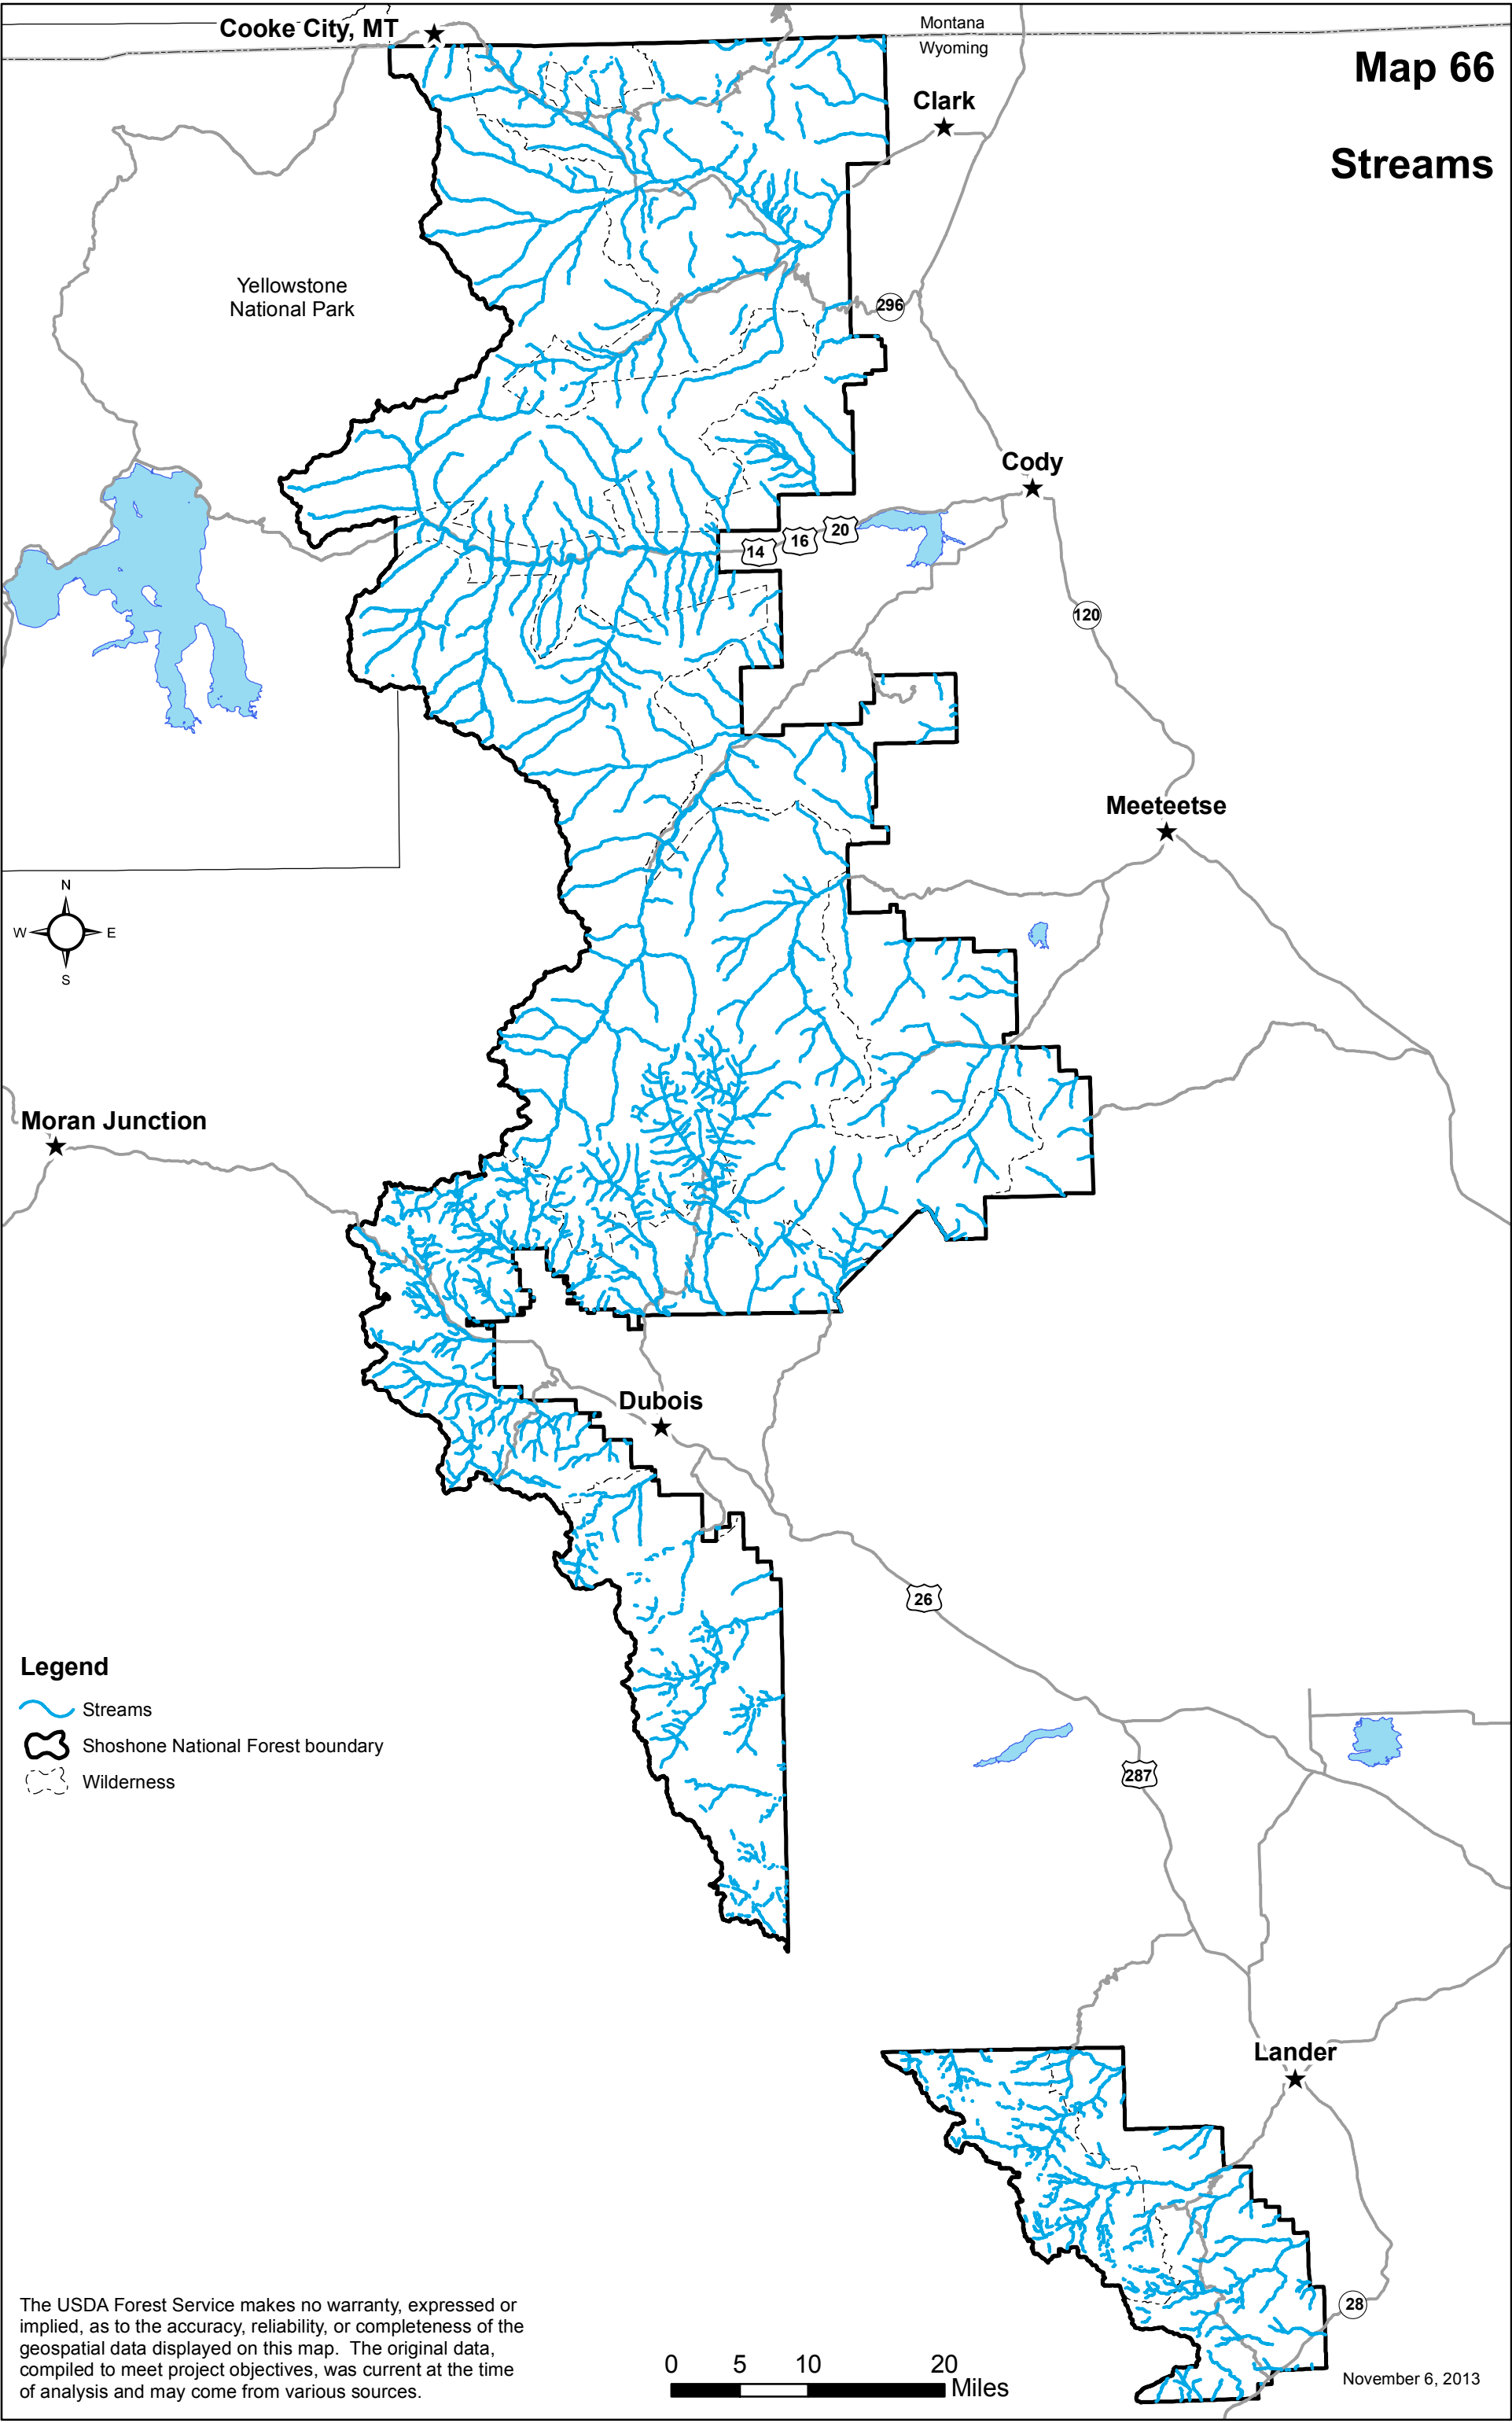 Cooke City, MT
Montana
Wyoming
Map 66
Streams
Clark
Yellowstone
National Park
296
Cody
20
16
14
120
Meeteetse
N
W
E
S
Moran Junction
Dubois
26
Legend
Streams
Shoshone National Forest boundary
Wilderness
287
Lander
28
The USDA Forest Service makes no warranty, expressed or
implied, as to the accuracy, reliability, or completeness of the
geospatial data displayed on this map. The original data,
compiled to meet project objectives, was current at the time
of analysis and may come from various sources.
0 5 10 20
Miles
November 6, 2013